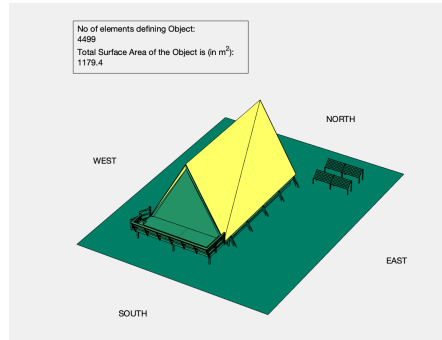 No of elements defining Object:
4499
Total Surface Area of the Object is (in m²):
1179.4
NORTH
WEST
EAST
SOUTH